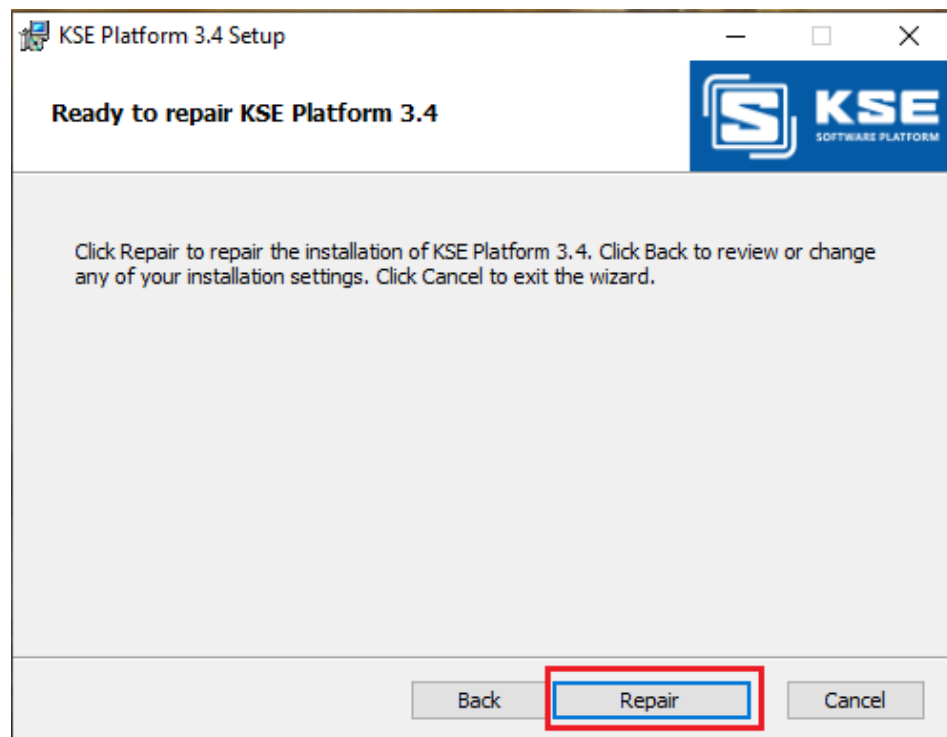 KSE Platform 3.4 Setup
Ready to repair KSE Platform 3.4
S KSE
SOFTWARE PLATFORM
Click Repair to repair the installation of KSE Platform 3.4. Click Back to review or change
any of your installation settings. Click Cancel to exit the wizard.
Back Repair Cancel